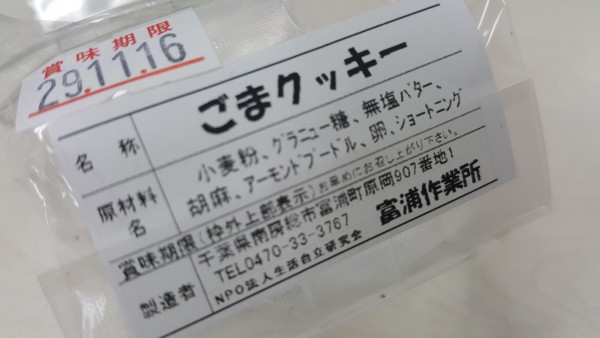 賞味期限
29.11.16
名称 ごまクッキー
原材料名 小麦粉、グラニュー糖、無塩バター、
胡麻、アーモンドプードル、卵、ショートニング
賞味期限(枠外上部表示)お早めにお召し上がり下さい。
製造者 千葉県南房総市富浦町原岡907番地1
TEL0470-33-3767 富浦作業所
NPO法人生活自立研究会